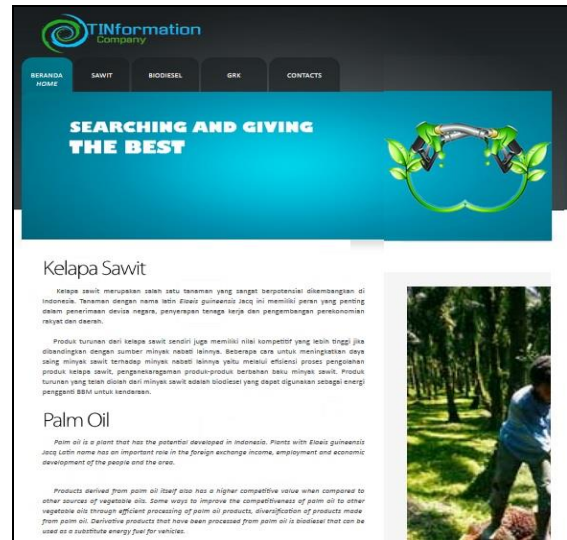 TINformation
Company
BERANDA
HOME
SAWIT
BIODIESEL
GRK
CONTACTS
SEARCHING AND GIVING
THE BEST
Kelapa Sawit
Kelapa sawit merupakan salah satu tanaman yang sangat berpotensial dikembangkan di
Indonesia. Tanaman dengan nama latin Elaeis guineensis Jacq ini memiliki peran yang penting
dalam penerimaan devisa negara, penyerapan tenaga kerja dan pengembangan perekonomian
rakyat dan daerah.
Produk turunan dari kelapa sawit sendiri juga memiliki nilai kompetitif yang lebih tinggi jika
dibandingkan dengan sumber minyak nabati lainnya. Beberapa cara untuk meningkatkan daya
saing minyak sawit terhadap minyak nabati lainnya yaitu melalui efisiensi proses pengolahan
produk kelapa sawit, penganekaragaman produk-produk berbahan baku minyak sawit. Produk
turunan yang telah diolah dari minyak sawit adalah biodiesel yang dapat digunakan sebagai energi
pengganti BBM untuk kendaraan.
Palm Oil
Palm oil is a plant that has the potential developed in Indonesia. Plants with Elaeis guineensis
Jacq Latin name has an important role in the foreign exchange income, employment and economic
development of the people and the area.
Products derived from palm oil itself also has a higher competitive value when compared to
other sources of vegetable oils. Some ways to improve the competitiveness of palm oil to other
vegetable oils through efficient processing of palm oil products, diversification of products made
from palm oil. Derivative products that have been processed from palm oil is biodiesel that can be
used as a substitute energy fuel for vehicles.